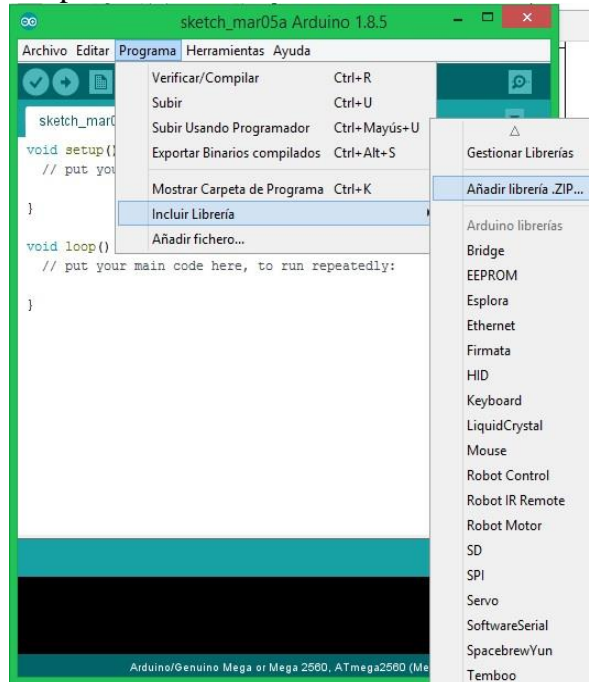 sketch_mar05a Arduino 1.8.5
Archivo Editar Programa Herramientas Ayuda
Verificar/Compilar Ctrl+R
Subir Ctrl+U
Subir Usando Programador Ctrl+Mayús+U
Exportar Binarios compilados Ctrl+Alt+S
Mostrar Carpeta de Programa Ctrl+K
Incluir Librería
Añadir fichero...
sketch_mar0
void setup()
// put you
}
void loop()
// put your main code here, to run repeatedly:
}
Gestionar Librerías
Añadir librería .ZIP...
Arduino librerías
Bridge
EEPROM
Esplora
Ethernet
Firmata
HID
Keyboard
LiquidCrystal
Mouse
Robot Control
Robot IR Remote
Robot Motor
SD
SPI
Servo
SoftwareSerial
SpacebrewYun
Temboo
Arduino/Genuino Mega or Mega 2560, ATmega2560 (Me